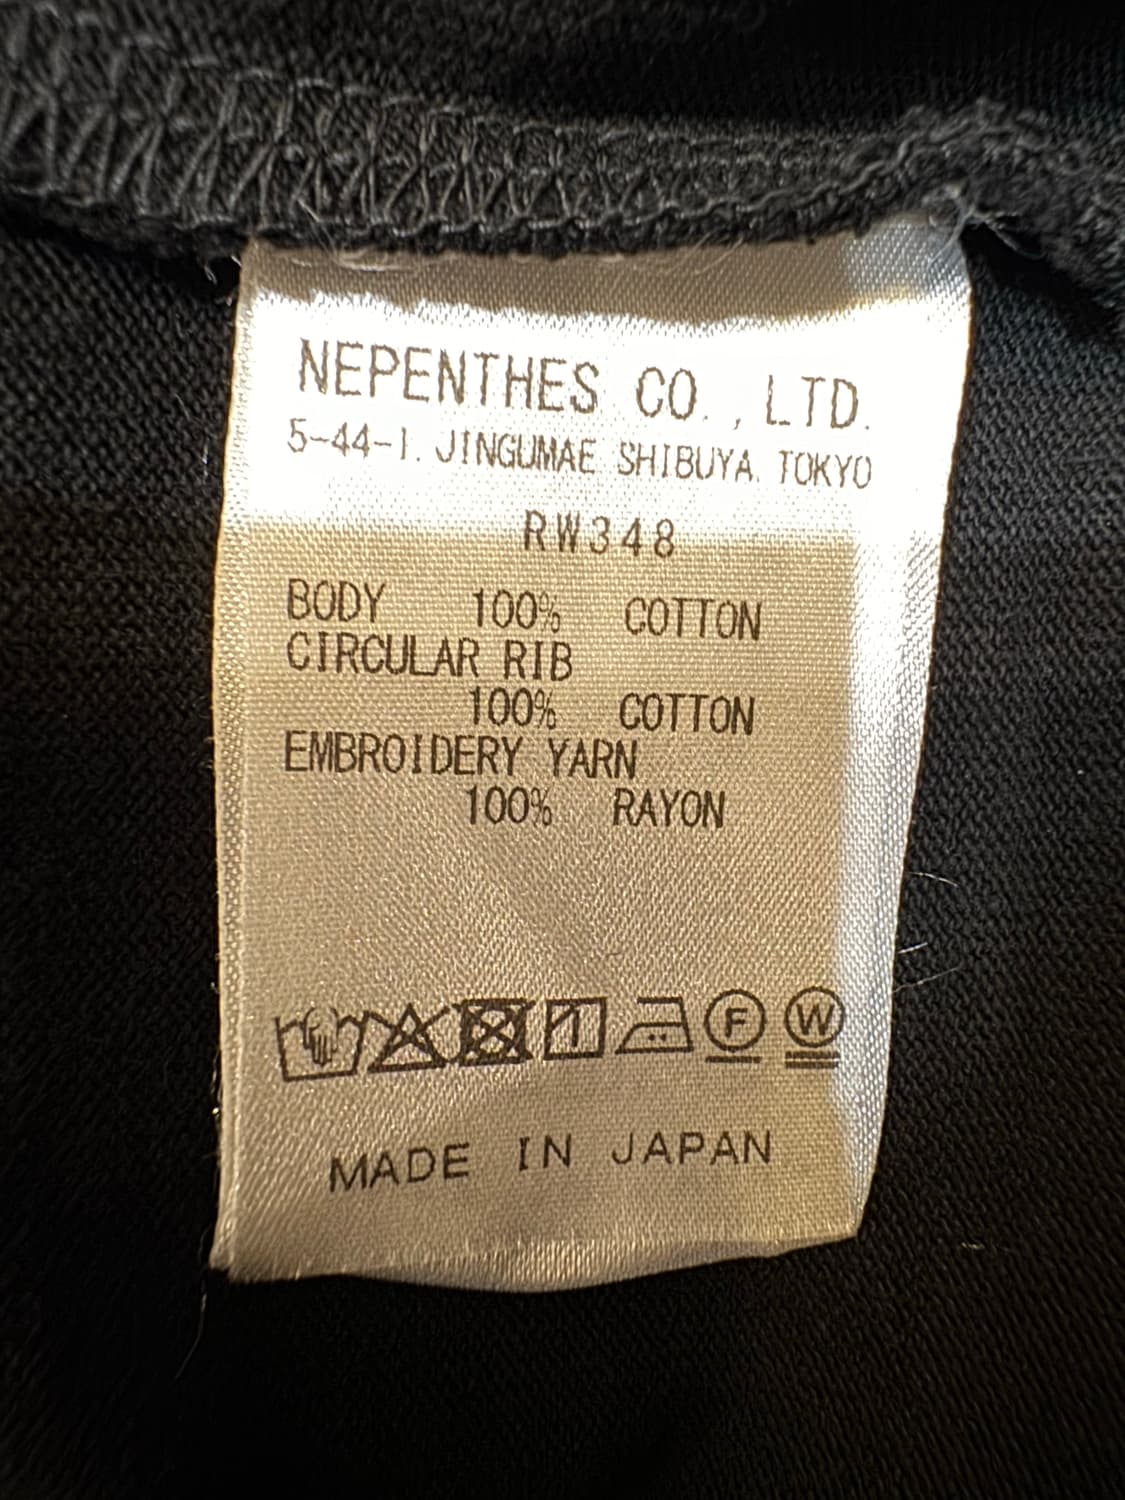 NEPENTHES CO., LTD.
5-44-1. JINGUMAE SHIBUYA. TOKYO
RW348
BODY 100% COTTON
CIRCULAR RIB
100% COTTON
EMBROIDERY YARN
100% RAYON
F W
MADE IN JAPAN